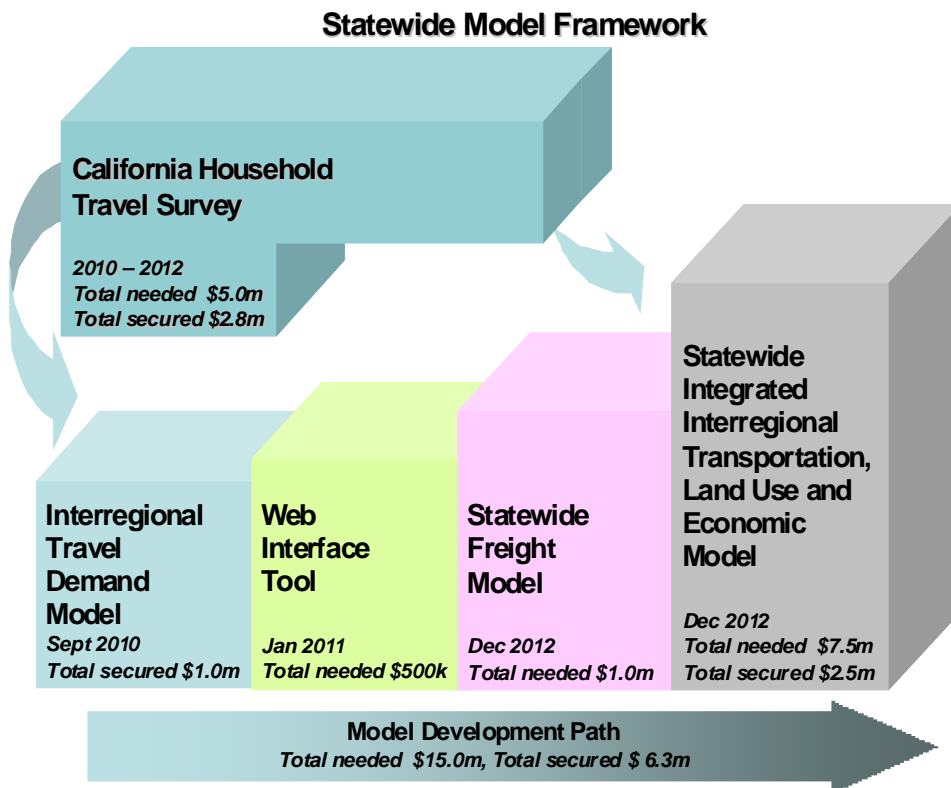 Statewide Model Framework
California Household
Travel Survey
2010 – 2012
Total needed $5.0m
Total secured $2.8m
Interregional
Travel
Demand
Model
Sept 2010
Total secured $1.0m
Web
Interface
Tool
Jan 2011
Total needed $500k
Statewide
Freight
Model
Dec 2012
Total needed $1.0m
Statewide
Integrated
Interregional
Transportation,
Land Use and
Economic
Model
Dec 2012
Total needed $7.5m
Total secured $2.5m
Model Development Path
Total needed $15.0m, Total secured $ 6.3m